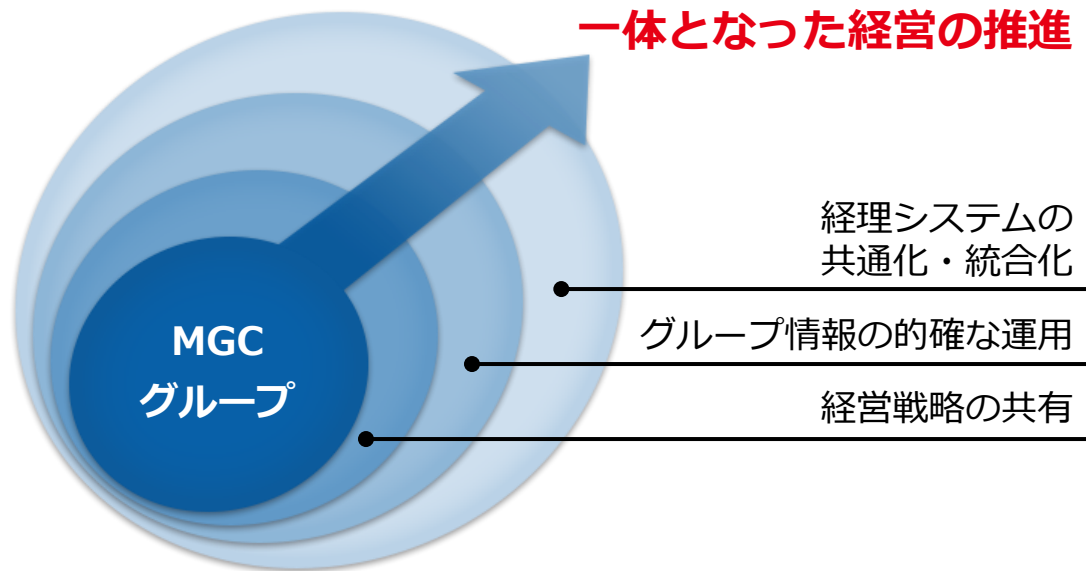 一体となった経営の推進
経理システムの
共通化・統合化
グループ情報の的確な運用
経営戦略の共有
MGC
グループ